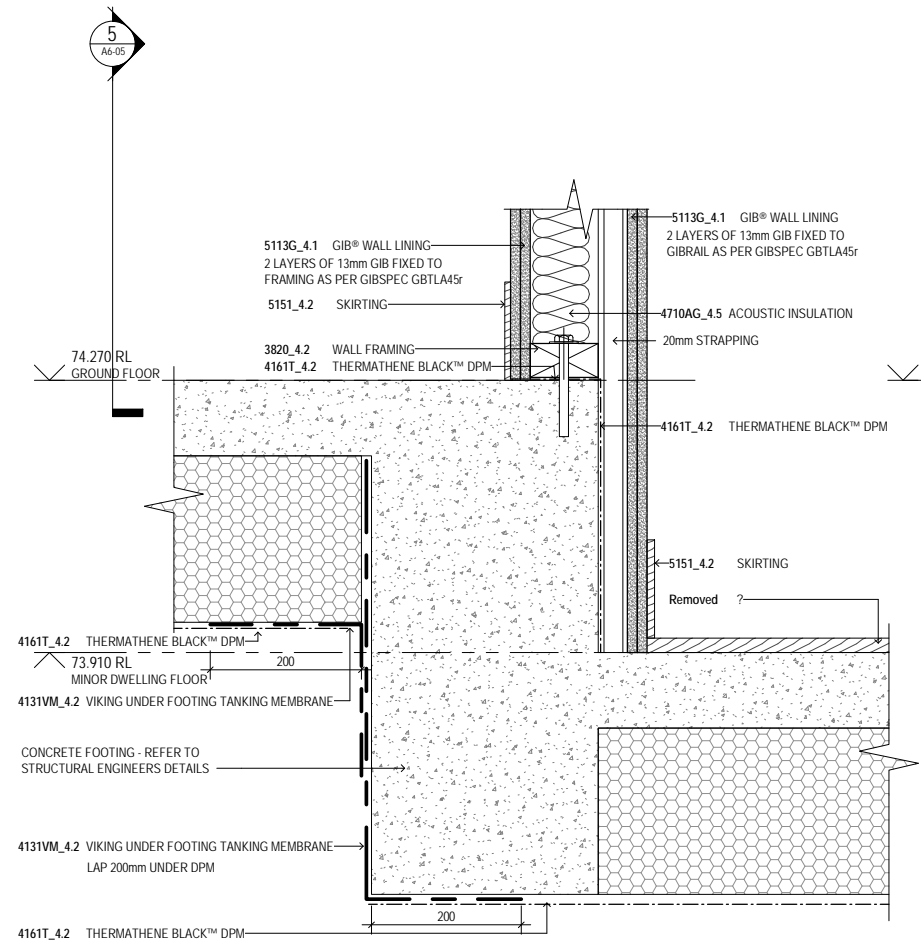 5
A6-05
5113G_4.1 GIB® WALL LINING
2 LAYERS OF 13mm GIB FIXED TO
FRAMING AS PER GIBSPEC GBTLA45r
5151_4.2 SKIRTING
3820_4.2 WALL FRAMING
4161T_4.2 THERMATHENE BLACK™ DPM
5113G_4.1 GIB® WALL LINING
2 LAYERS OF 13mm GIB FIXED TO
GIBRAIL AS PER GIBSPEC GBTLA45r
4710AG_4.5 ACOUSTIC INSULATION
20mm STRAPPING
74.270 RL
GROUND FLOOR
4161T_4.2 THERMATHENE BLACK™ DPM
5151_4.2 SKIRTING
Removed ?
4161T_4.2 THERMATHENE BLACK™ DPM
73.910 RL
MINOR DWELLING FLOOR
200
4131VM_4.2 VIKING UNDER FOOTING TANKING MEMBRANE
CONCRETE FOOTING - REFER TO
STRUCTURAL ENGINEERS DETAILS
4131VM_4.2 VIKING UNDER FOOTING TANKING MEMBRANE
LAP 200mm UNDER DPM
200
4161T_4.2 THERMATHENE BLACK™ DPM